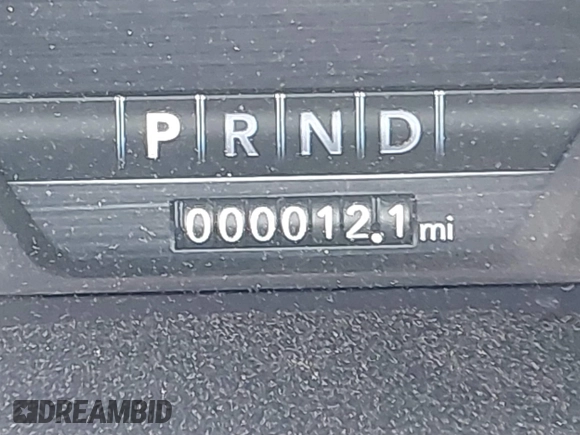 P R N D
000012.1 mi
DREAMBID